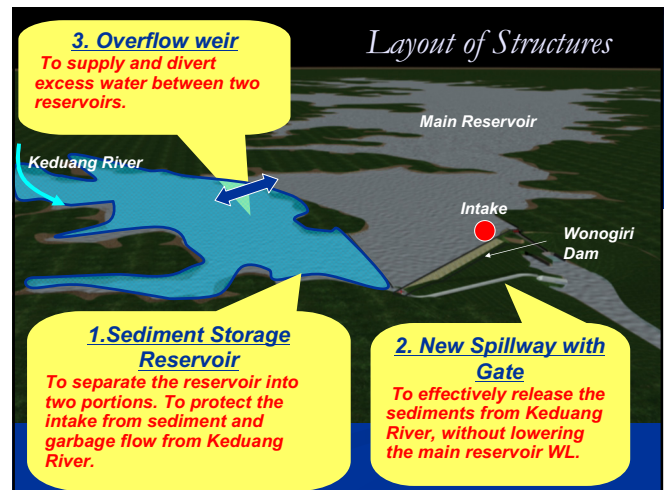 Layout of Structures
3. Overflow weir
To supply and divert
excess water between two
reservoirs.
Main Reservoir
Keduang River
Intake
Wonogiri
Dam
1.Sediment Storage
Reservoir
To separate the reservoir into
two portions. To protect the
intake from sediment and
garbage flow from Keduang
River.
2. New Spillway with
Gate
To effectively release the
sediments from Keduang
River, without lowering
the main reservoir WL.